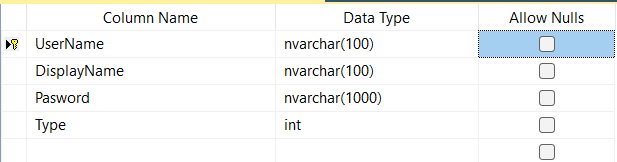 Column Name Data Type Allow Nulls
UserName nvarchar(100)
DisplayName nvarchar(100)
Pasword nvarchar(1000)
Type int